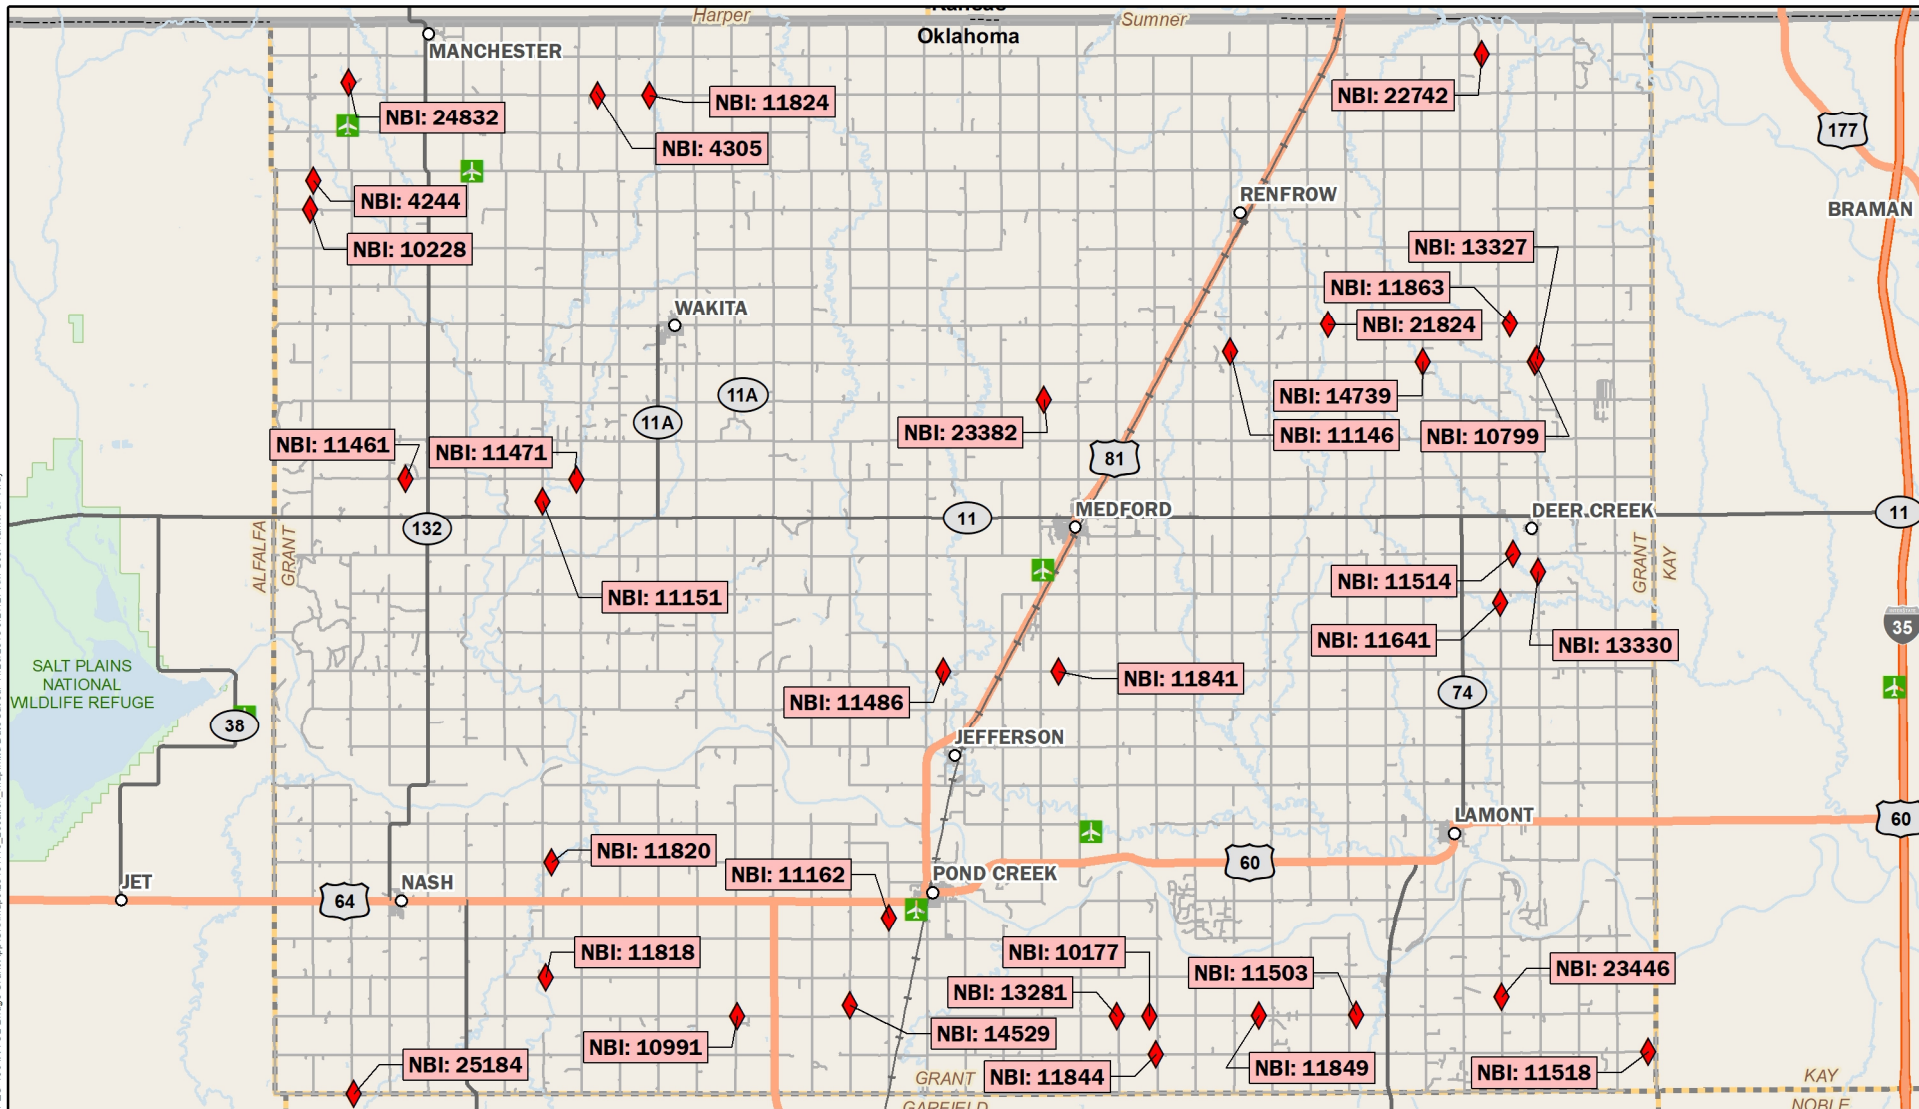 Harper
Sumner
Oklahoma
MANCHESTER
NBI: 24832
NBI: 11824
NBI: 4305
NBI: 22742
177
NBI: 4244
NBI: 10228
RENFROW
BRAMAN
NBI: 13327
NBI: 11863
NBI: 21824
WAKITA
11A
11A
NBI: 14739
NBI: 11146
NBI: 10799
NBI: 23382
NBI: 11461
NBI: 11471
81
132
11
MEDFORD
DEER CREEK
11
ALFALFA
GRANT
GRANT
KAY
NBI: 11151
NBI: 11514
NBI: 11641
NBI: 13330
35
SALT PLAINS
NATIONAL
WILDLIFE REFUGE
38
NBI: 11486
NBI: 11841
74
JEFFERSON
LAMONT
60
NBI: 11820
NBI: 11162
POND CREEK
60
JET
64
NASH
NBI: 11818
NBI: 10177
NBI: 13281
NBI: 11503
NBI: 23446
NBI: 10991
NBI: 14529
NBI: 11844
NBI: 11849
NBI: 11518
NBI: 25184
GRANT
GARFIELD
KAY
NOBLE